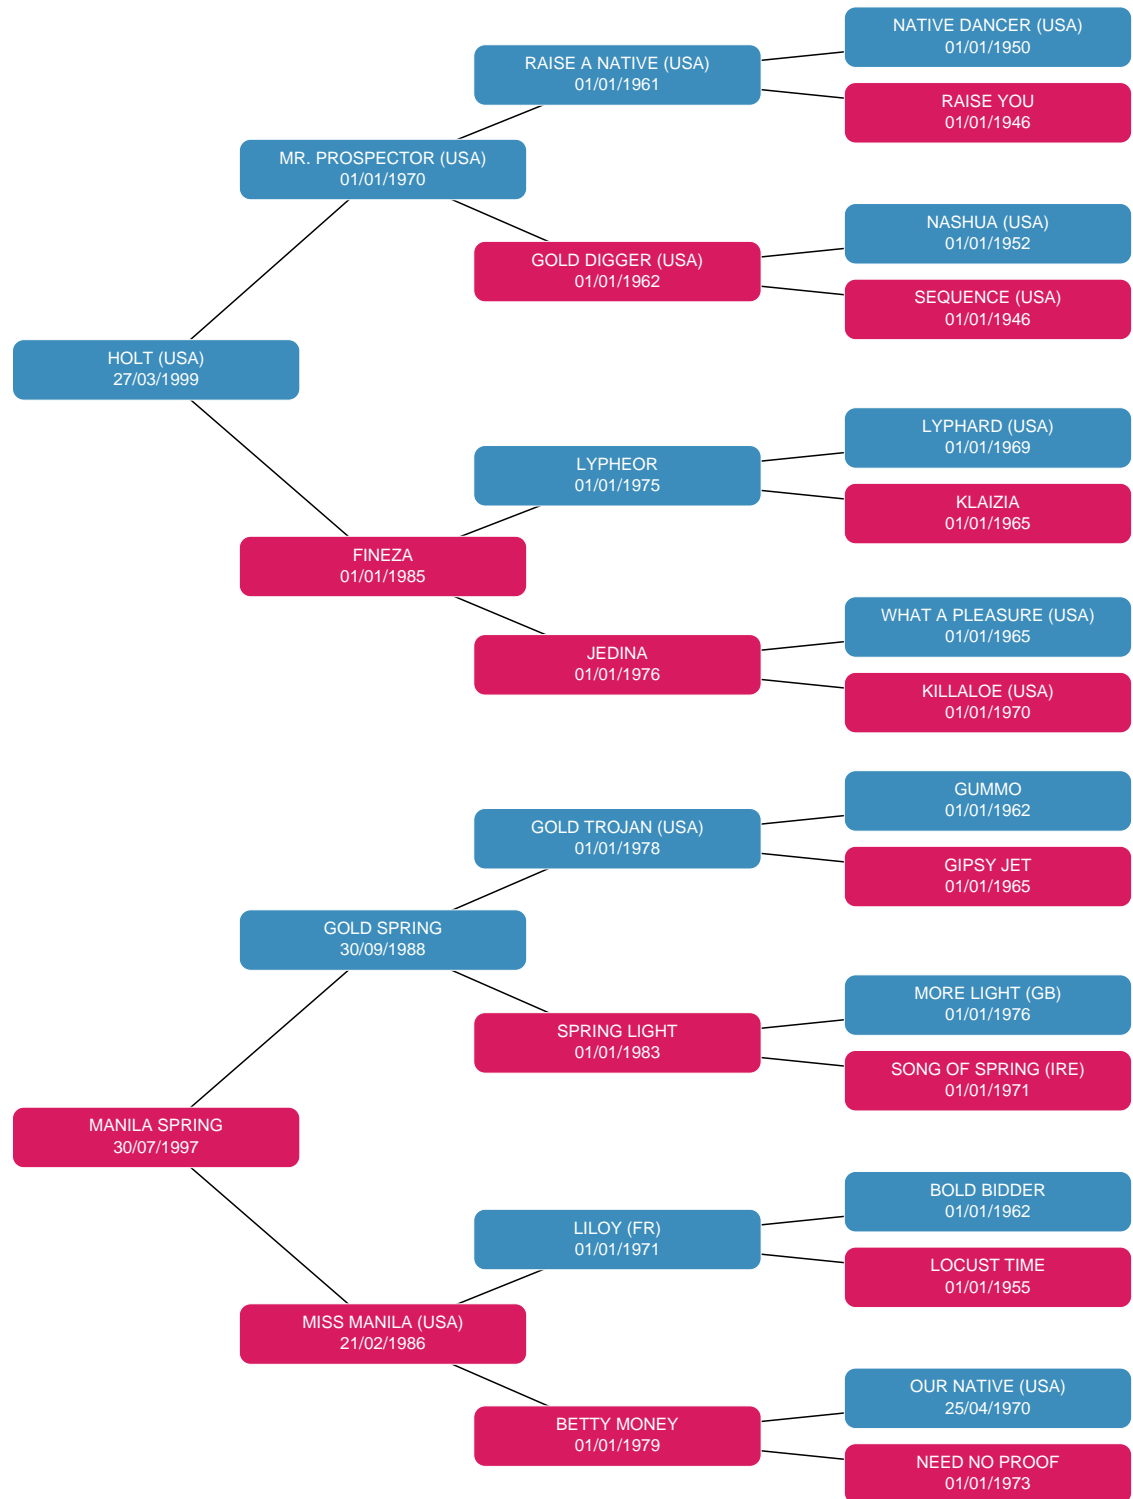 NATIVE DANCER (USA)
01/01/1950
RAISE A NATIVE (USA)
01/01/1961
RAISE YOU
01/01/1946
MR. PROSPECTOR (USA)
01/01/1970
NASHUA (USA)
01/01/1952
GOLD DIGGER (USA)
01/01/1962
SEQUENCE (USA)
01/01/1946
HOLT (USA)
27/03/1999
LYPHARD (USA)
01/01/1969
LYPHEOR
01/01/1975
KLAIZIA
01/01/1965
FINEZA
01/01/1985
WHAT A PLEASURE (USA)
01/01/1965
JEDINA
01/01/1976
KILLALOE (USA)
01/01/1970
GUMMO
01/01/1962
GOLD TROJAN (USA)
01/01/1978
GIPSY JET
01/01/1965
GOLD SPRING
30/09/1988
MORE LIGHT (GB)
01/01/1976
SPRING LIGHT
01/01/1983
SONG OF SPRING (IRE)
01/01/1971
MANILA SPRING
30/07/1997
BOLD BIDDER
01/01/1962
LILOY (FR)
01/01/1971
LOCUST TIME
01/01/1955
MISS MANILA (USA)
21/02/1986
OUR NATIVE (USA)
25/04/1970
BETTY MONEY
01/01/1979
NEED NO PROOF
01/01/1973